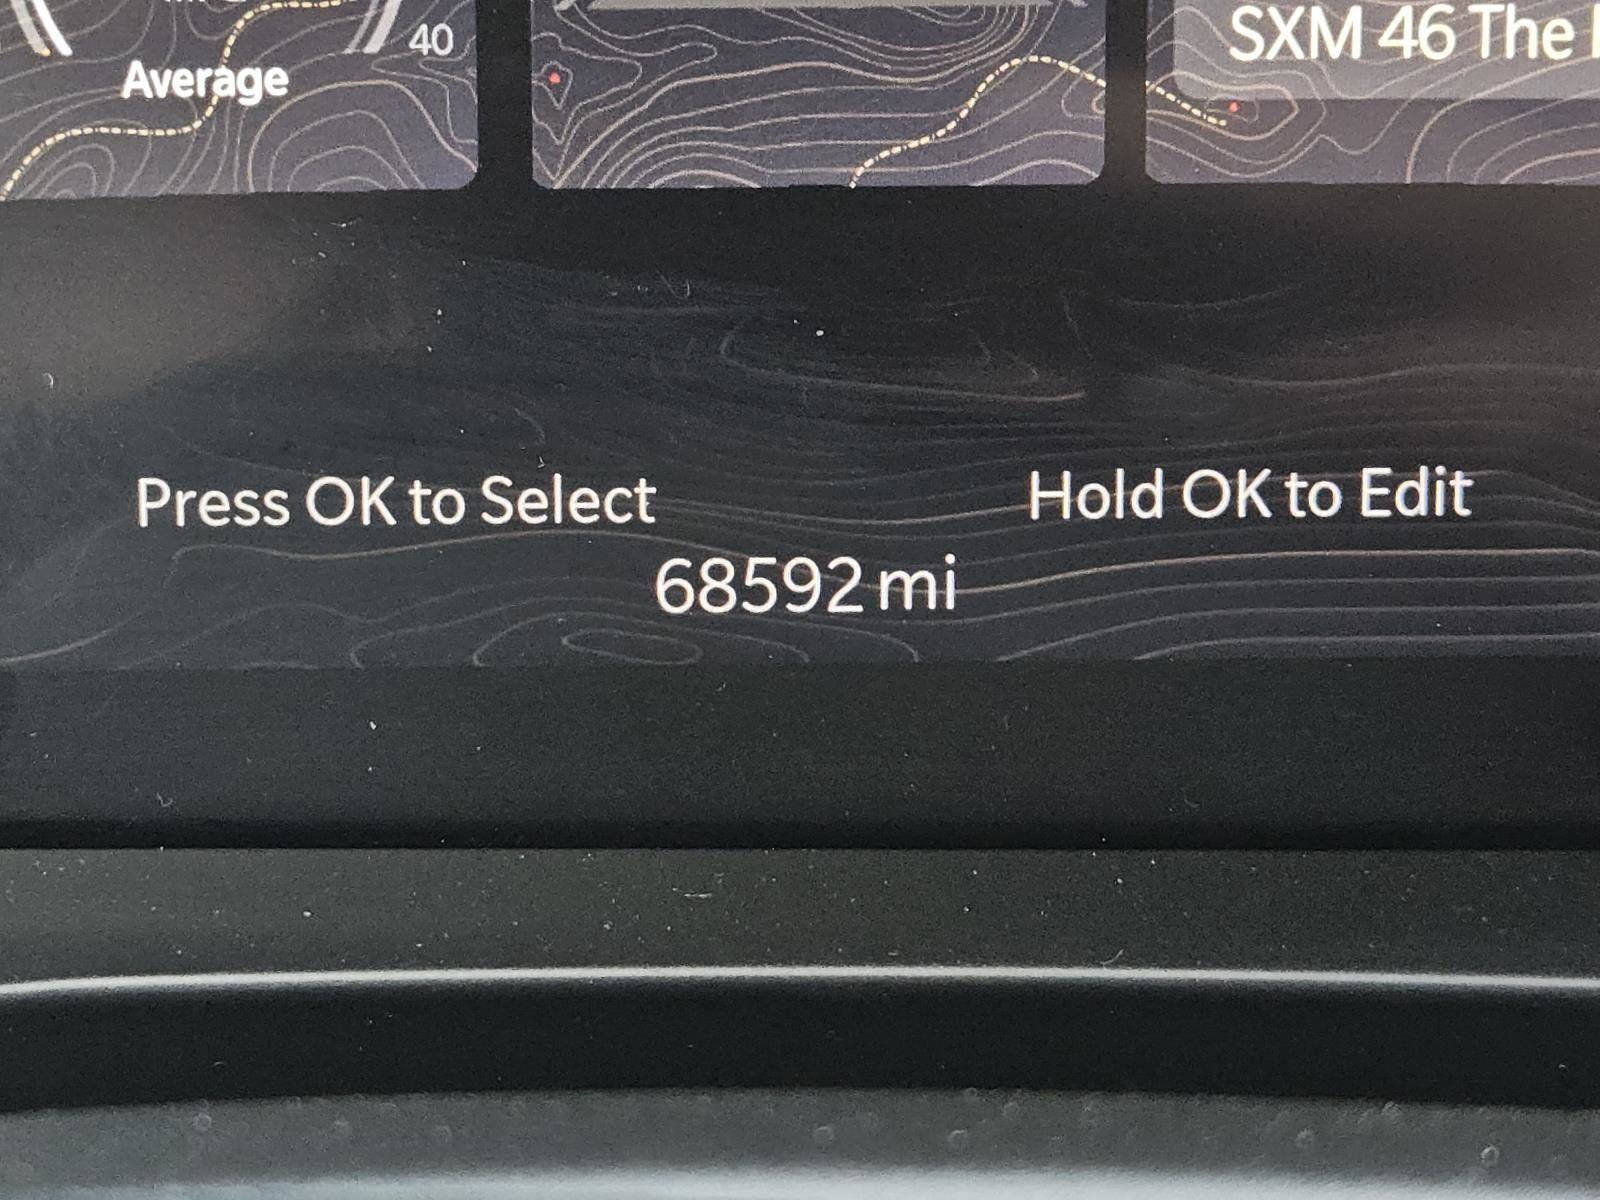 40
Average
SXM 46 The
Press OK to Select
Hold OK to Edit
68592 mi